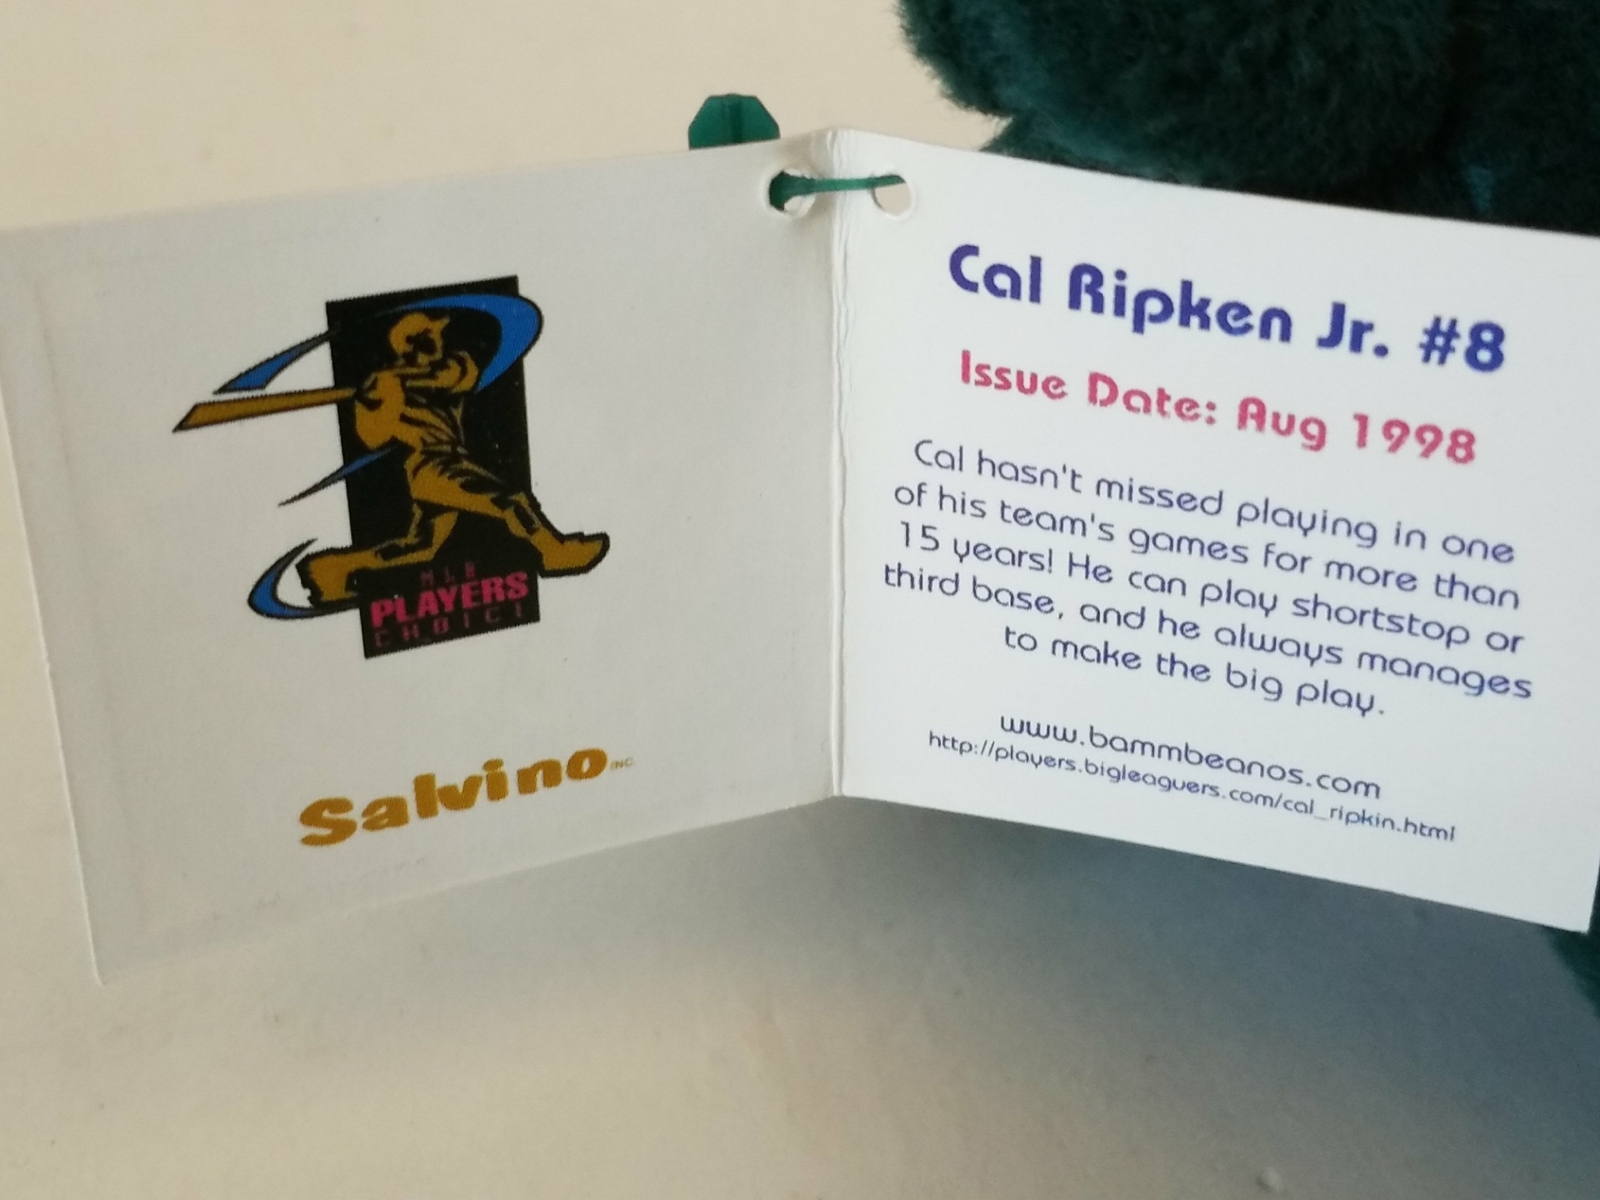 MLB
PLAYERS
CHOICE
Salvino INC.
Cal Ripken Jr. #8
Issue Date: Aug 1998
Cal hasn't missed playing in one
of his team's games for more than
15 years! He can play shortstop or
third base, and he always manages
to make the big play.
www.bammbeanos.com
http://players.bigleaguers.com/cal_ripkin.html